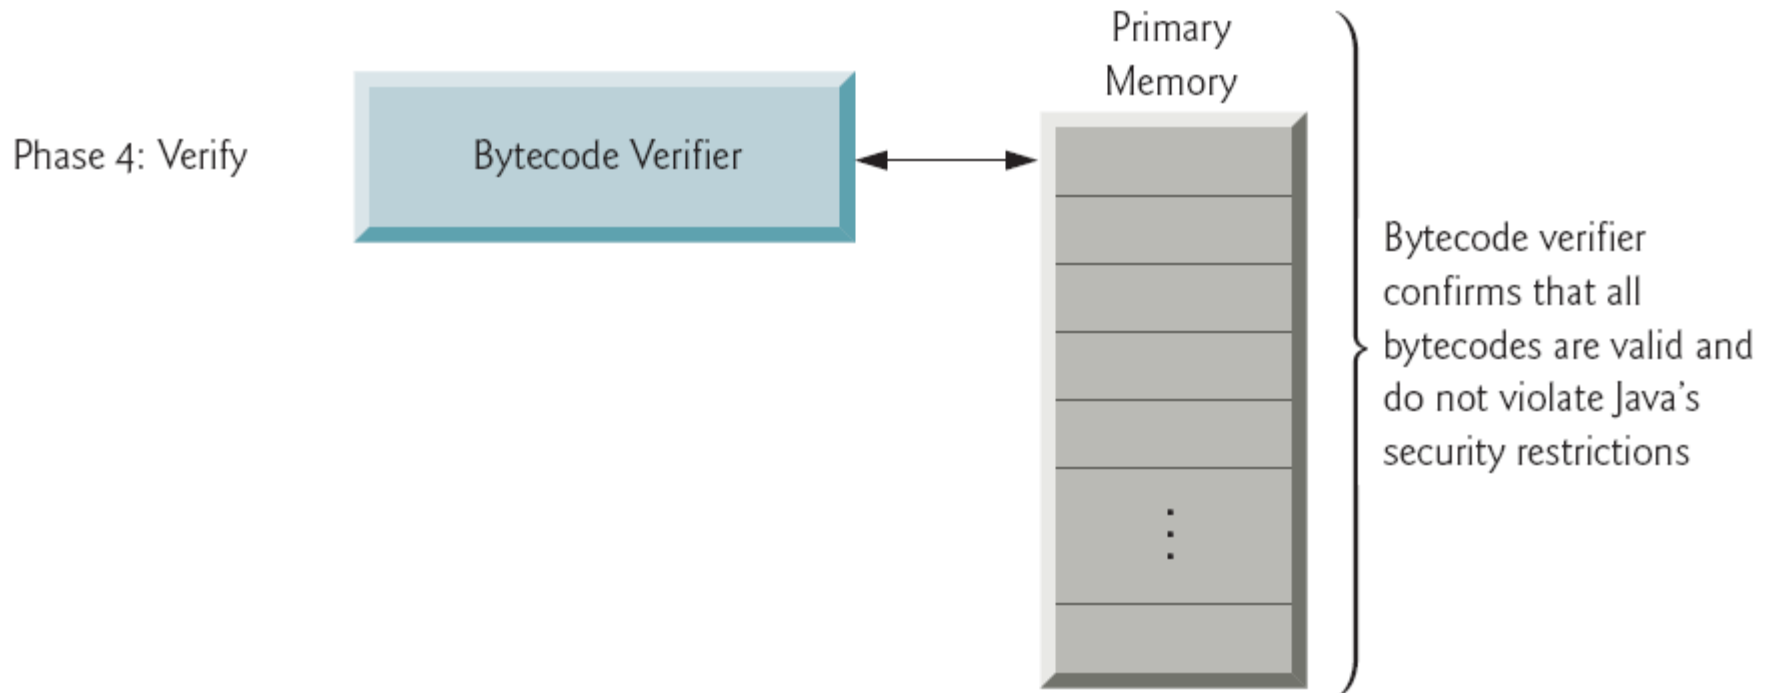 Phase 4: Verify
Bytecode Verifier
Primary
Memory
Bytecode verifier
confirms that all
bytecodes are valid and
do not violate Java’s
security restrictions